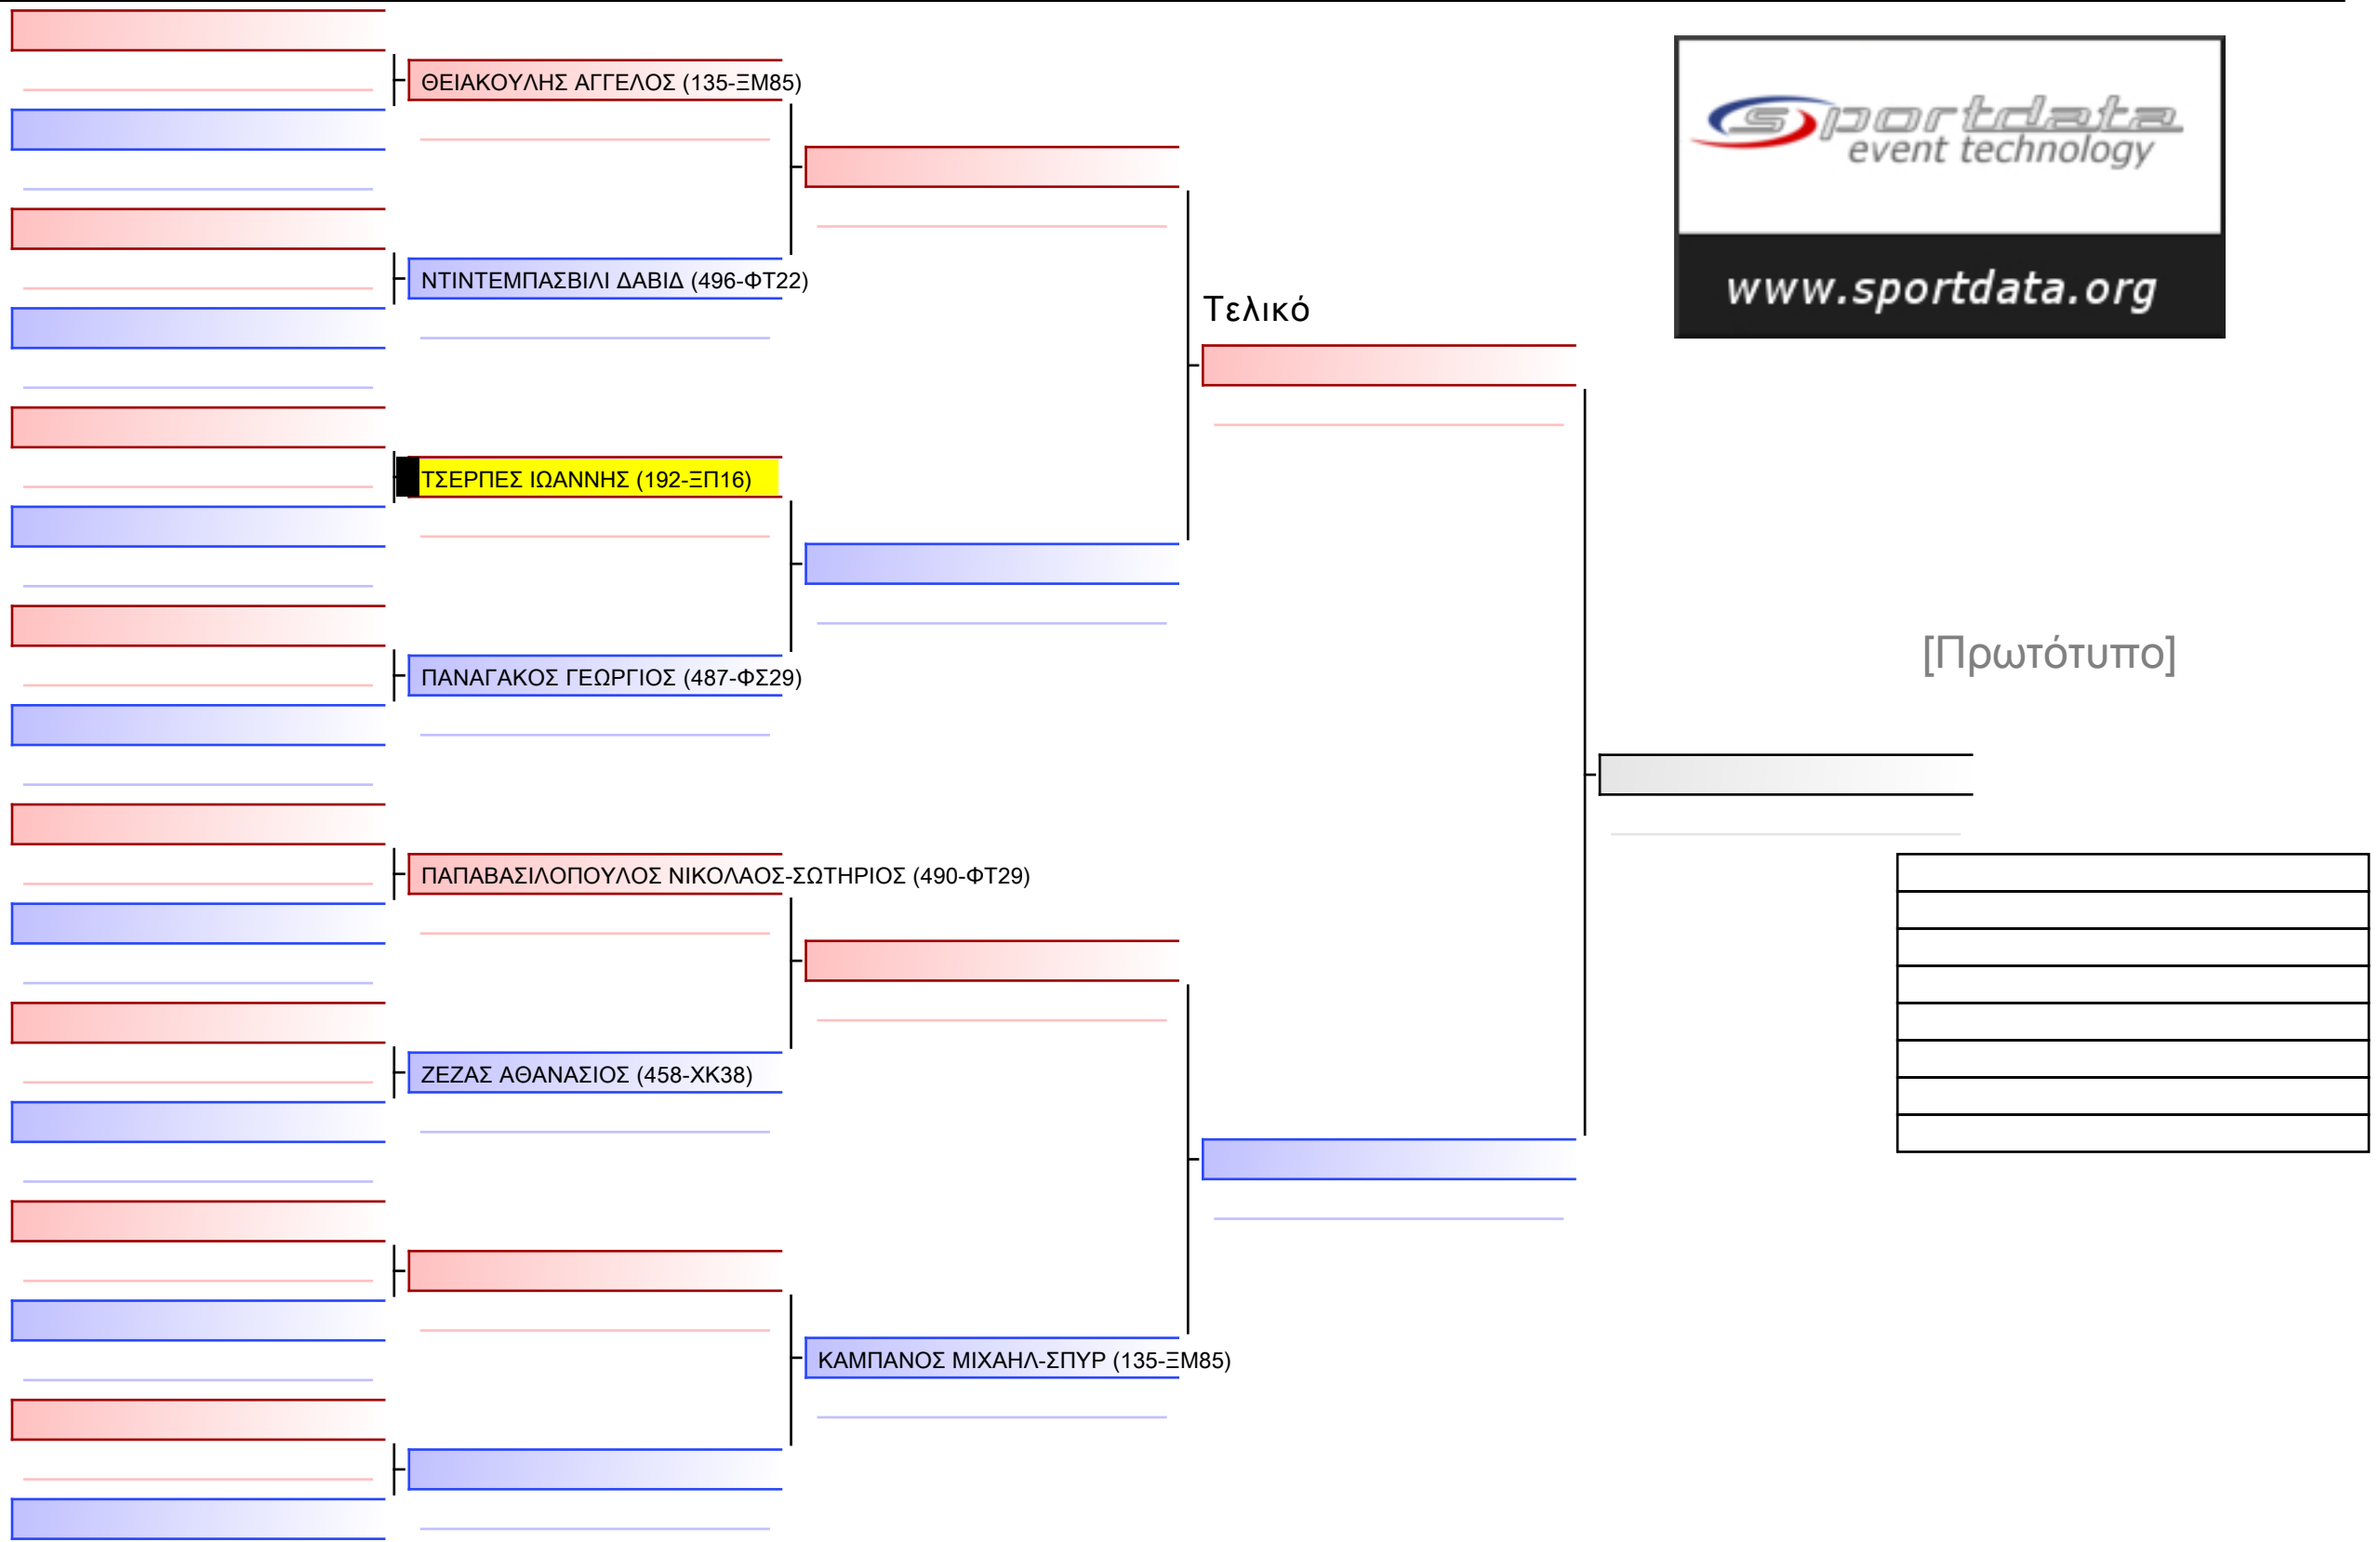 sportdata
event technology
www.sportdata.org
ΘΕΙΑΚΟΥΛΗΣ ΑΓΓΕΛΟΣ (135-ΞΜ85)
ΝΤΙΝΤΕΜΠΑΣΒΙΛΙ ΔΑΒΙΔ (496-ΦΤ22)
Τελικό
ΤΣΕΡΠΕΣ ΙΩΑΝΝΗΣ (192-ΞΠ16)
[Πρωτότυπο]
ΠΑΝΑΓΑΚΟΣ ΓΕΩΡΓΙΟΣ (487-ΦΣ29)
ΠΑΠΑΒΑΣΙΛΟΠΟΥΛΟΣ ΝΙΚΟΛΑΟΣ-ΣΩΤΗΡΙΟΣ (490-ΦΤ29)
ΖΕΖΑΣ ΑΘΑΝΑΣΙΟΣ (458-ΧΚ38)
ΚΑΜΠΑΝΟΣ ΜΙΧΑΗΛ-ΣΠΥΡ (135-ΞΜ85)